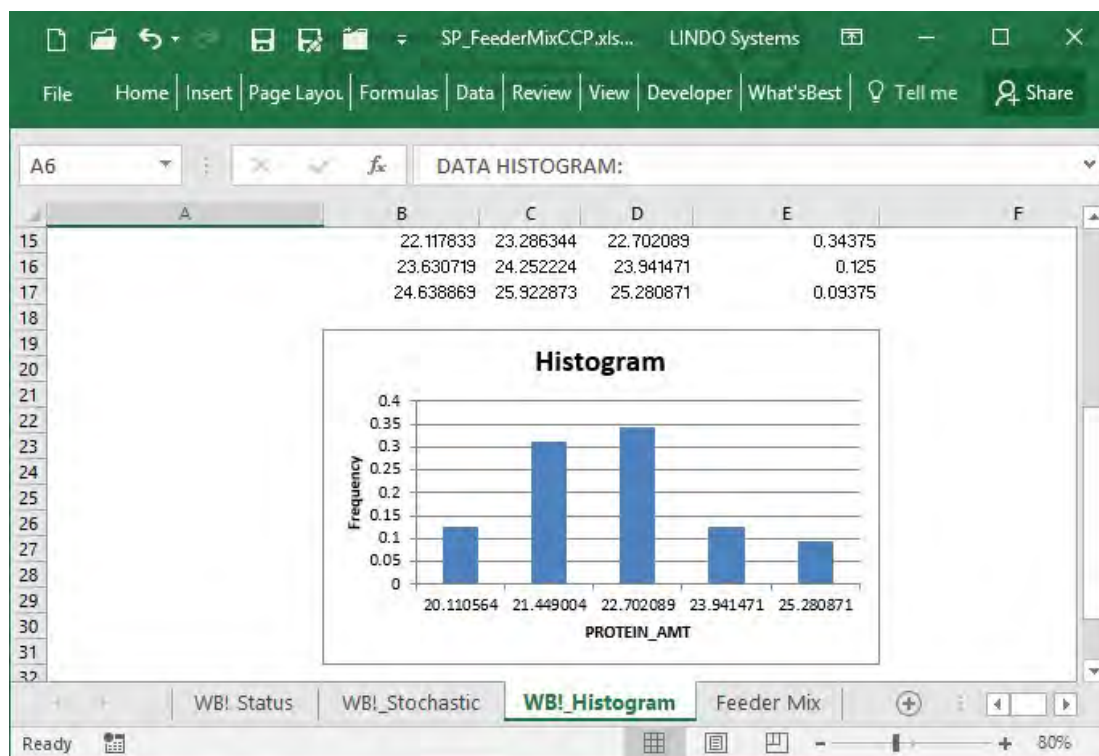 SP_FeederMixCCP.xls... LINDO Systems
File Home Insert Page Layou Formulas Data Review View Developer What'sBest Tell me Share
A6 fx DATA HISTOGRAM:
A B C D E F
15 22.117833 23.286344 22.702089 0.34375
16 23.630719 24.252224 23.941471 0.125
17 24.638869 25.922873 25.280871 0.09375
18
19
20
21
22
23
24
25
26
27
28
29
30
31
32
Histogram
0.4
0.35
0.3
0.25
0.2
0.15
0.1
0.05
0
Frequency
20.110564 21.449004 22.702089 23.941471 25.280871
PROTEIN_AMT
WB!_Status WB!_Stochastic WB!_Histogram Feeder Mix
Ready 80%